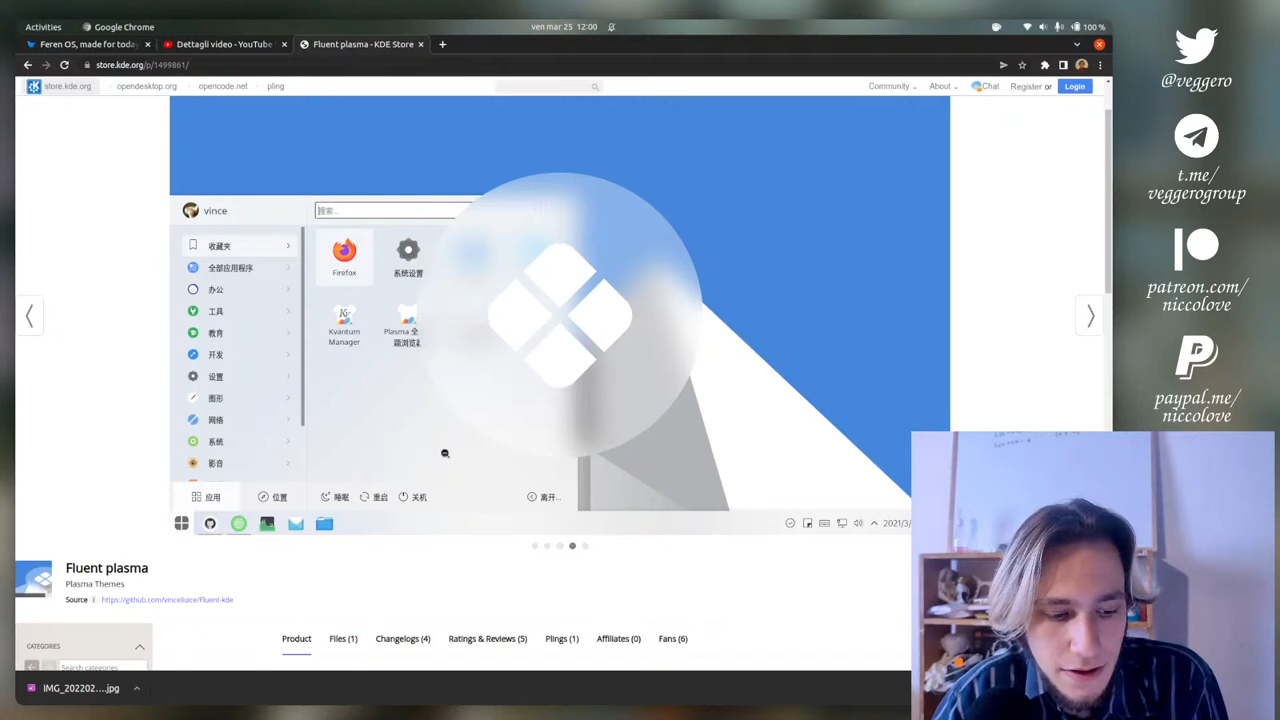 Activities
Google Chrome
ven mar 25 12:00
100 %
Feren OS, made for today
Dettagli video - YouTube
Fluent plasma - KDE Store
store.kde.org/p/1499861/
store.kde.org
opendesktop.org
opencode.net
pling
Community
About
Chat
Register or
Login
vince
搜索...
收藏夹
全部应用程序
办公
工具
教育
开发
设置
图形
网络
系统
影音
Firefox
系统设置
Kvantum
Manager
Plasma 全
应用
位置
睡眠
重启
关机
离开...
2021/3/
Fluent plasma
Plasma Themes
Source
https://github.com/vinceliuice/Fluent-kde
CATEGORIES
Search categories
Product
Files (1)
Changelogs (4)
Ratings & Reviews (5)
Plings (1)
Affiliates (0)
Fans (6)
IMG_202202....jpg
@veggero
t.me/
veggerogroup
patreon.com/
niccolove
paypal.me/
niccolove